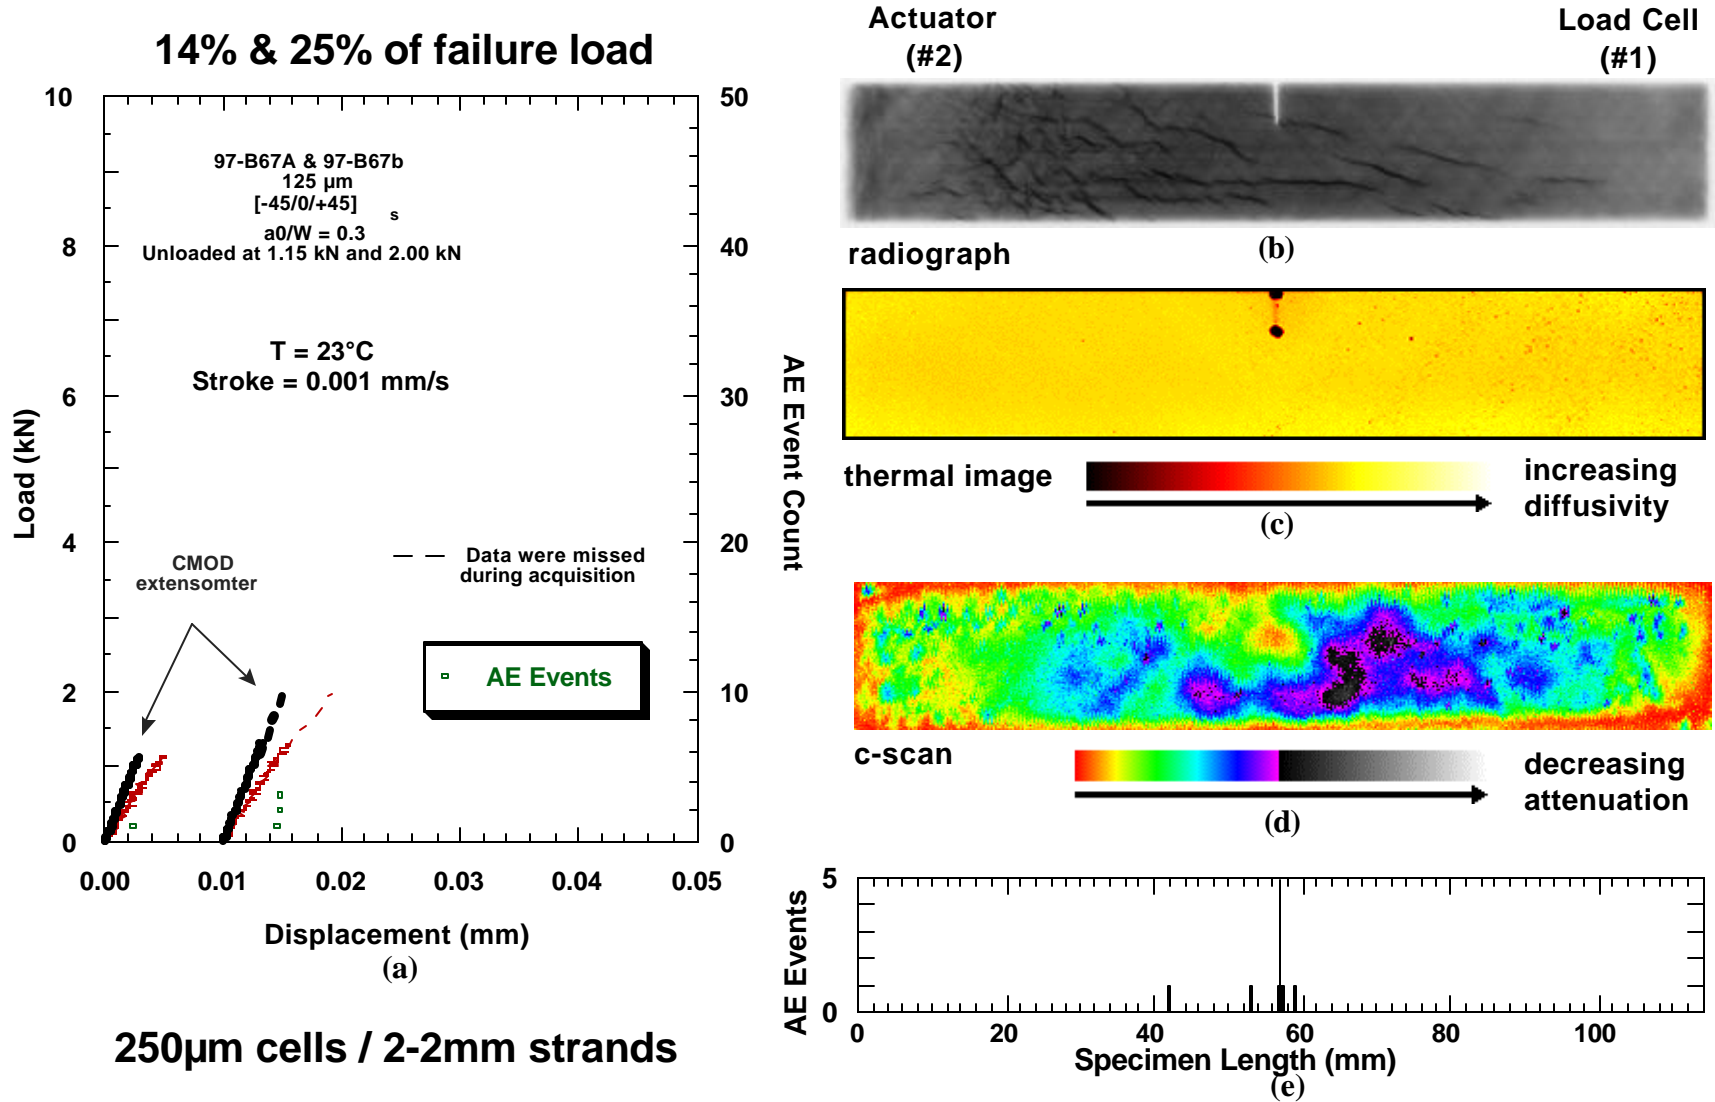 14% & 25% of failure load
10
8
6
4
2
0
50
40
30
20
10
0
Load (kN)
AE Event Count
97-B67A & 97-B67b
125 µm
[-45/0/+45]
s
a0/W = 0.3
Unloaded at 1.15 kN and 2.00 kN
T = 23°C
Stroke = 0.001 mm/s
CMOD
extensomter
— — Data were missed
during acquisition
AE Events
0.00 0.01 0.02 0.03 0.04 0.05
Displacement (mm)
(a)
250µm cells / 2-2mm strands
Actuator
(#2)
Load Cell
(#1)
radiograph
(b)
thermal image
increasing
diffusivity
(c)
c-scan
decreasing
attenuation
(d)
5
0
AE Events
0 20 40 60 80 100
Specimen Length (mm)
(e)